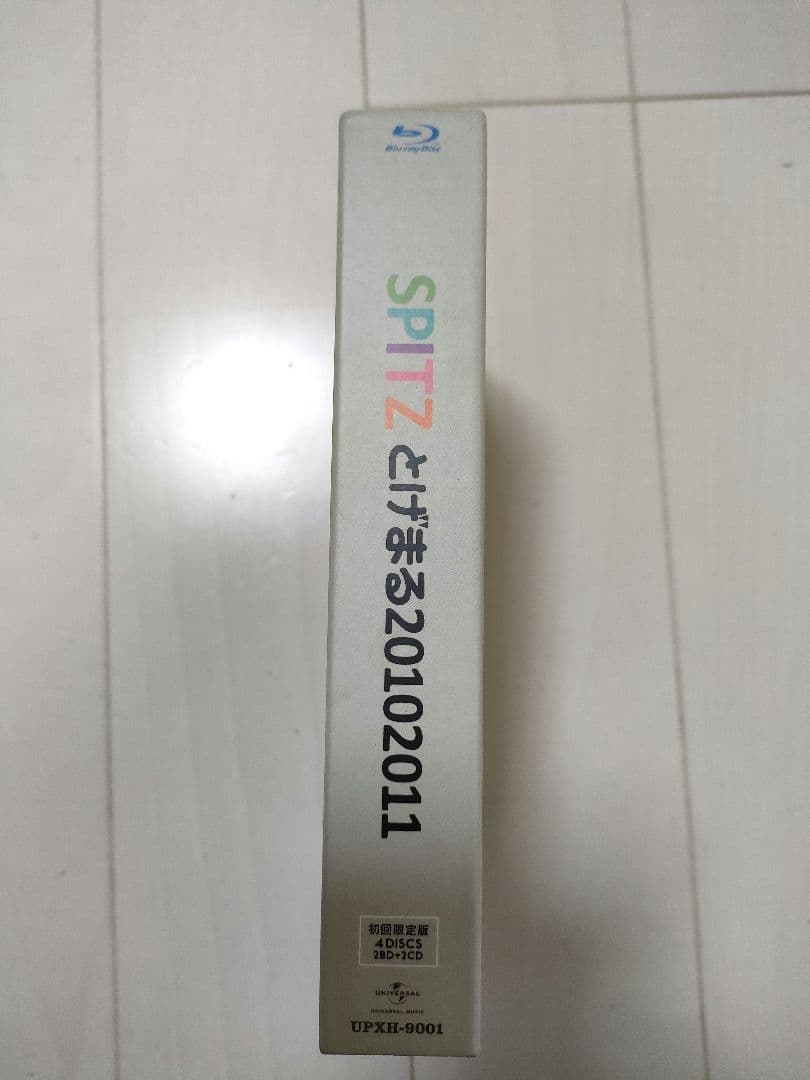 Blu-ray Disc
SPITZ とげまる20102011
初回限定版
4DISCS
2BD+2CD
UNIVERSAL
UNIVERSAL MUSIC
UPXH-9001